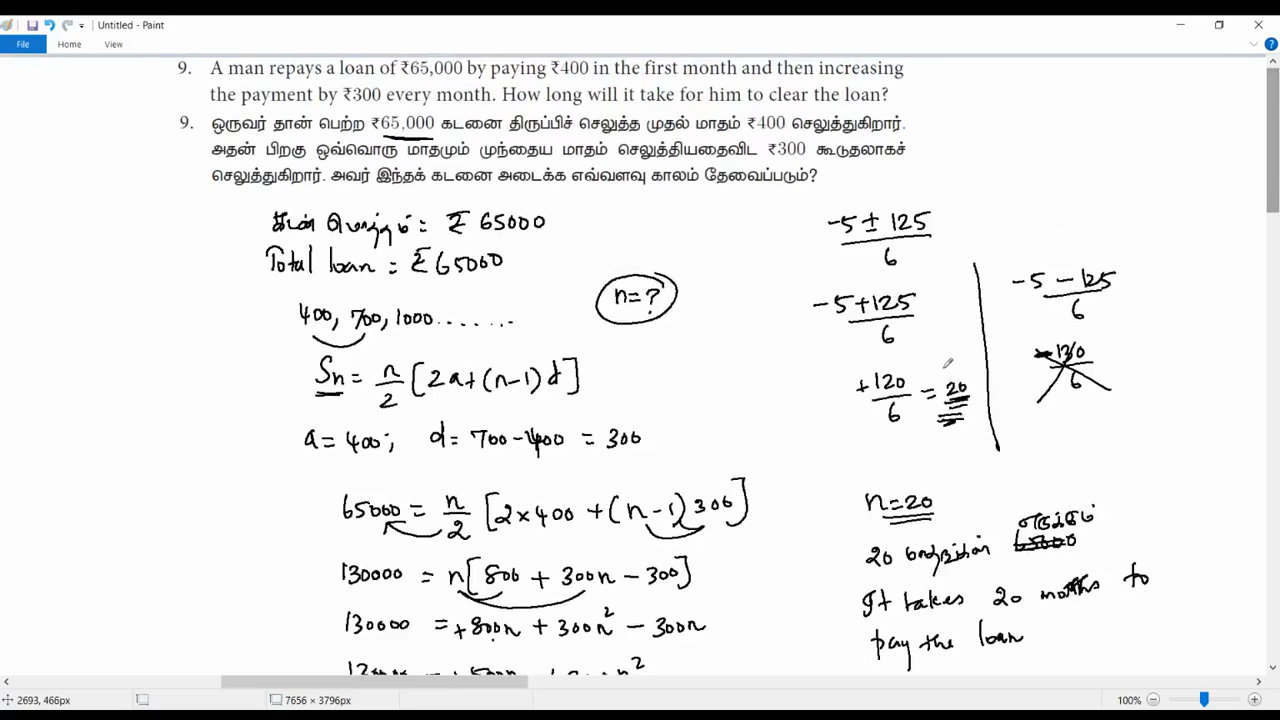 Untitled - Paint
File Home View
9. A man repays a loan of ₹65,000 by paying ₹400 in the first month and then increasing
the payment by ₹300 every month. How long will it take for him to clear the loan?
9. ஒருவர் தான் பெற்ற ₹65,000 கடனை திருப்பிச் செலுத்த முதல் மாதம் ₹400 செலுத்துகிறார்.
அதன் பிறகு ஒவ்வொரு மாதமும் முந்தைய மாதம் செலுத்தியதைவிட ₹300 கூடுதலாகச்
செலுத்துகிறார். அவர் இந்தக் கடனை அடைக்க எவ்வளவு காலம் தேவைப்படும்?
கடன் மொத்தம் = ₹ 65000
Total loan = ₹65000
400, 700, 1000.......
n=?
Sn = n/2 [2a+(n-1)d]
a = 400; d = 700-400 = 300
65000 = n/2 [2×400 + (n-1)300]
130000 = n[800 + 300n - 300]
130000 = +800n + 300n² - 300n
-5 ± 125 / 6
-5+125 / 6
+120 / 6 = 20
-5-125 / 6
-130 / 6
n=20
20
It takes 20 months to
pay the loan
2693, 466px
7656 × 3796px
100%